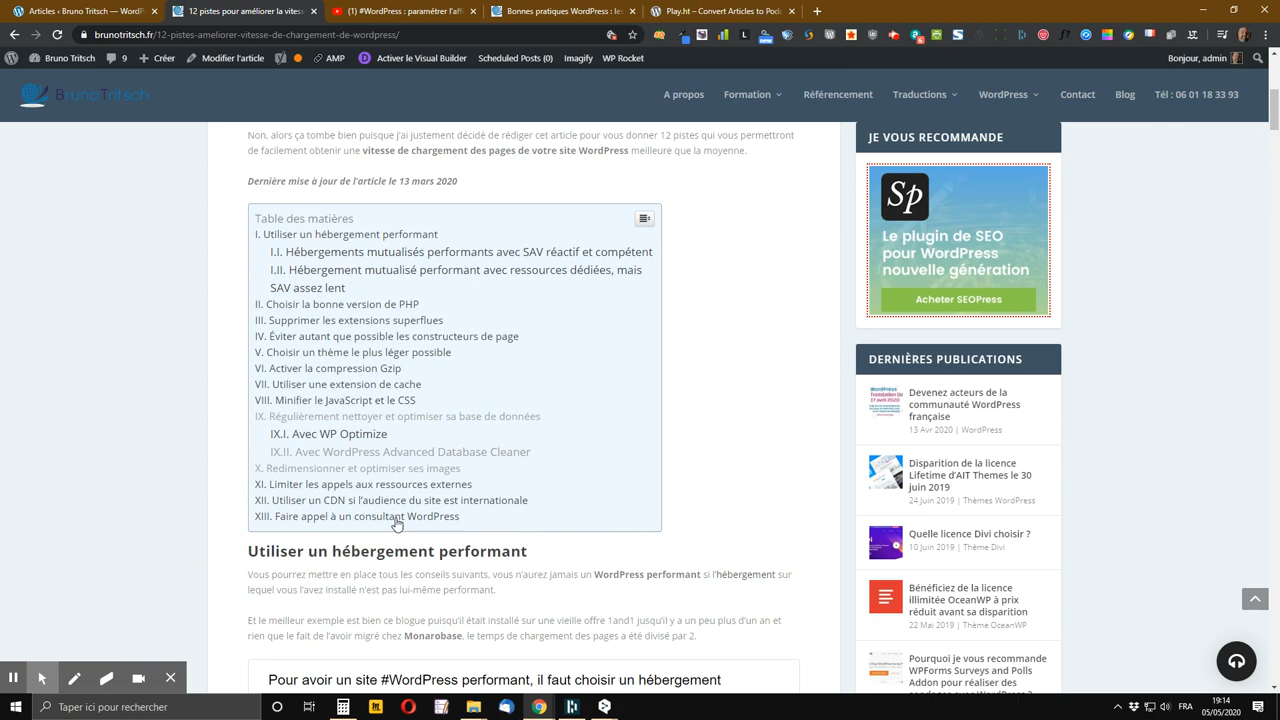 Articles ‹ Bruno Tritsch — WordP
12 pistes pour améliorer la vites
#WordPress : Améliorer l'affi
#WordPress : les
Play.ht – WordPress
brunotritsch.fr/12-pistes-ameliorer-vitesse-chargement-de-wordpress/
Bruno Tritsch
9
Créer
Modifier l'article
AMP
Activer le Visual Builder
Scheduled Posts (0)
Imagify
WP Rocket
Bonjour, admin
BrunoTritsch
A propos
Formation
Référencement
Traductions
WordPress
Contact
Blog
Tél : 06 01 18 33 93
Non, alors ça tombe bien puisque j'ai justement décidé de rédiger cet article pour vous donner 12 pistes qui vous permettront
de facilement obtenir une vitesse de chargement des pages de votre site WordPress meilleure que la moyenne.
Dernière mise à jour de l'article le 13 mars 2020
Table des matières
I. Utiliser un hébergement performant
I.I. Hébergements mutualisés performants avec SAV réactif et compétent
I.II. Hébergement mutualisé performant avec ressources dédiées, mais
SAV assez lent
II. Choisir la bonne version de PHP
III. Supprimer les extensions superflues
IV. Éviter autant que possible les constructeurs de page
V. Choisir un thème le plus léger possible
VI. Activer la compression Gzip
VII. Utiliser une extension de cache
VIII. Minifier le JavaScript et le CSS
IX. Régulièrement nettoyer et optimiser sa base de données
IX.I. Avec WP Optimize
IX.II. Avec WordPress Advanced Database Cleaner
X. Redimensionner et optimiser ses images
XI. Limiter les appels aux ressources externes
XII. Utiliser un CDN si l'audience du site est internationale
XIII. Faire appel à un consultant WordPress
Utiliser un hébergement performant
Vous pourrez mettre en place tous les conseils suivants, vous n'aurez jamais un WordPress performant si l'hébergement sur
lequel vous l'avez installé n'est pas lui-même performant.
Et le meilleur exemple est bien ce blogue puisqu'il était installé sur une vieille offre 1and1 jusqu'il y a un peu plus d'un an et
rien que le fait de l'avoir migré chez Monarobase, le temps de chargement des pages a été divisé par 2.
Pour avoir un site #WordPress performant, il faut choisir un hébergement
JE VOUS RECOMMANDE
Sp
Le plugin de SEO
pour WordPress
nouvelle génération
Acheter SEOPress
DERNIÈRES PUBLICATIONS
Devenez acteurs de la
communauté WordPress
française
13 Avr 2020 | WordPress
Disparition de la licence
Lifetime d'AIT Themes le 30
juin 2019
24 Juin 2019 | Thèmes WordPress
Quelle licence Divi choisir ?
10 Juin 2019 | Thème Divi
Bénéficiez de la licence
illimitée OceanWP à prix
réduit avant sa disparition
22 Mai 2019 | Thème OceanWP
Pourquoi je vous recommande
WPForms Surveys and Polls
Addon pour réaliser des
Taper ici pour rechercher
FRA
19:14
05/05/2020